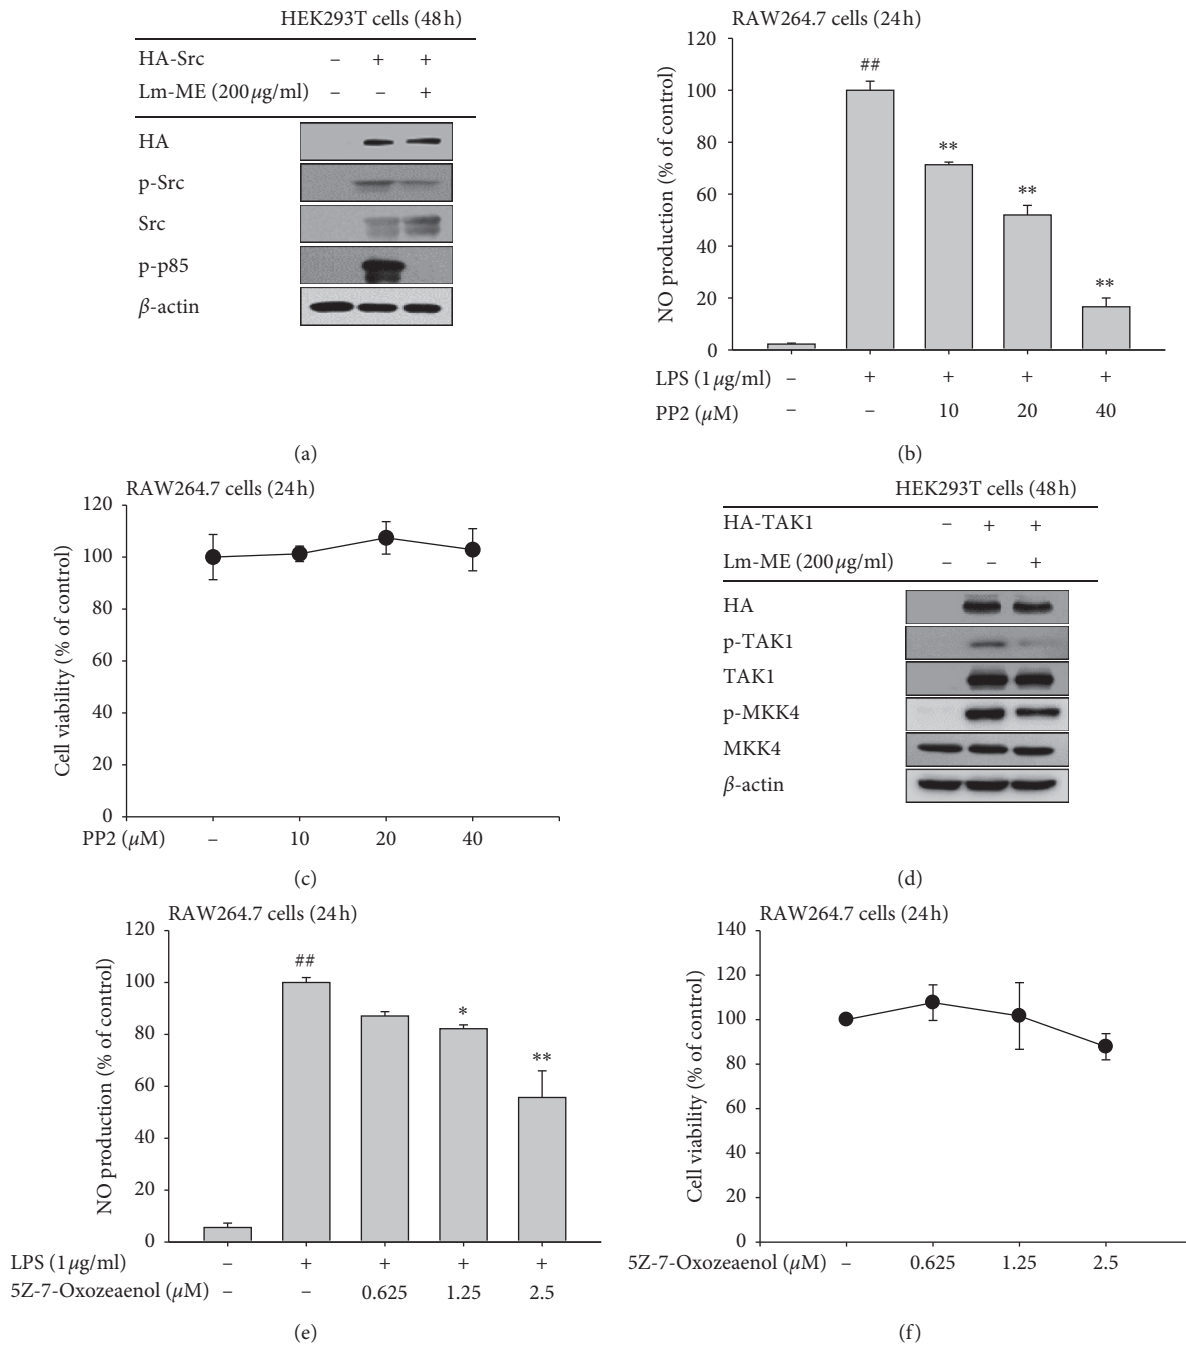 HEK293T cells (48 h)
HA-Src – + +
Lm-ME (200 μg/ml) – – +
HA
p-Src
Src
p-p85
β-actin
(a)
RAW264.7 cells (24 h)
NO production (% of control)
120
100
80
60
40
20
0
##
**
**
**
LPS (1 μg/ml) – + + + +
PP2 (μM) – – 10 20 40
(b)
RAW264.7 cells (24 h)
Cell viability (% of control)
120
100
80
60
40
20
0
PP2 (μM) – 10 20 40
(c)
HEK293T cells (48 h)
HA-TAK1 – + +
Lm-ME (200 μg/ml) – – +
HA
p-TAK1
TAK1
p-MKK4
MKK4
β-actin
(d)
RAW264.7 cells (24 h)
NO production (% of control)
120
100
80
60
40
20
0
##
*
**
LPS (1 μg/ml) – + + + +
5Z-7-Oxozeaenol (μM) – – 0.625 1.25 2.5
(e)
RAW264.7 cells (24 h)
Cell viability (% of control)
140
120
100
80
60
40
20
0
5Z-7-Oxozeaenol (μM) – 0.625 1.25 2.5
(f)